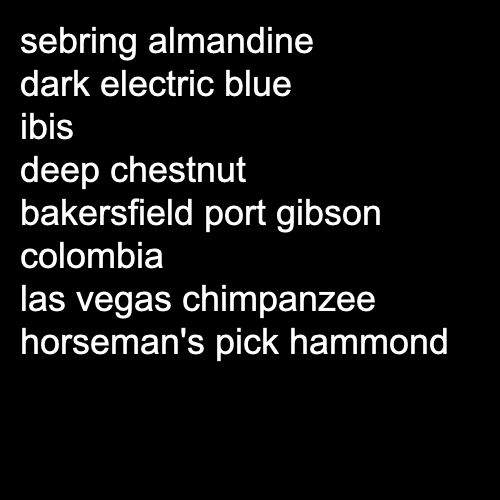 sebring almandine
dark electric blue
ibis
deep chestnut
bakersfield port gibson
colombia
las vegas chimpanzee
horseman's pick hammond